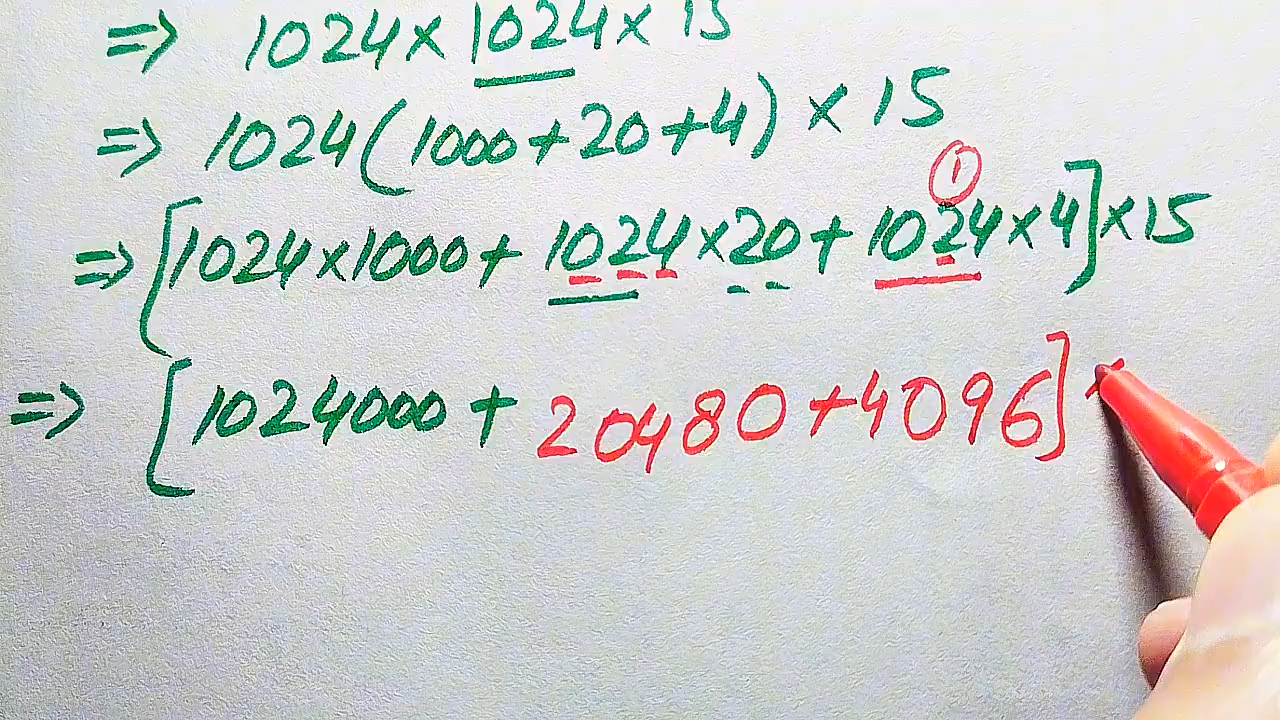 => 1024 × 1024 × 15
=> 1024 (1000 + 20 + 4) × 15
1
=> [1024 × 1000 + 1024 × 20 + 1024 × 4] × 15
=> [1024000 + 20480 + 4096] ×